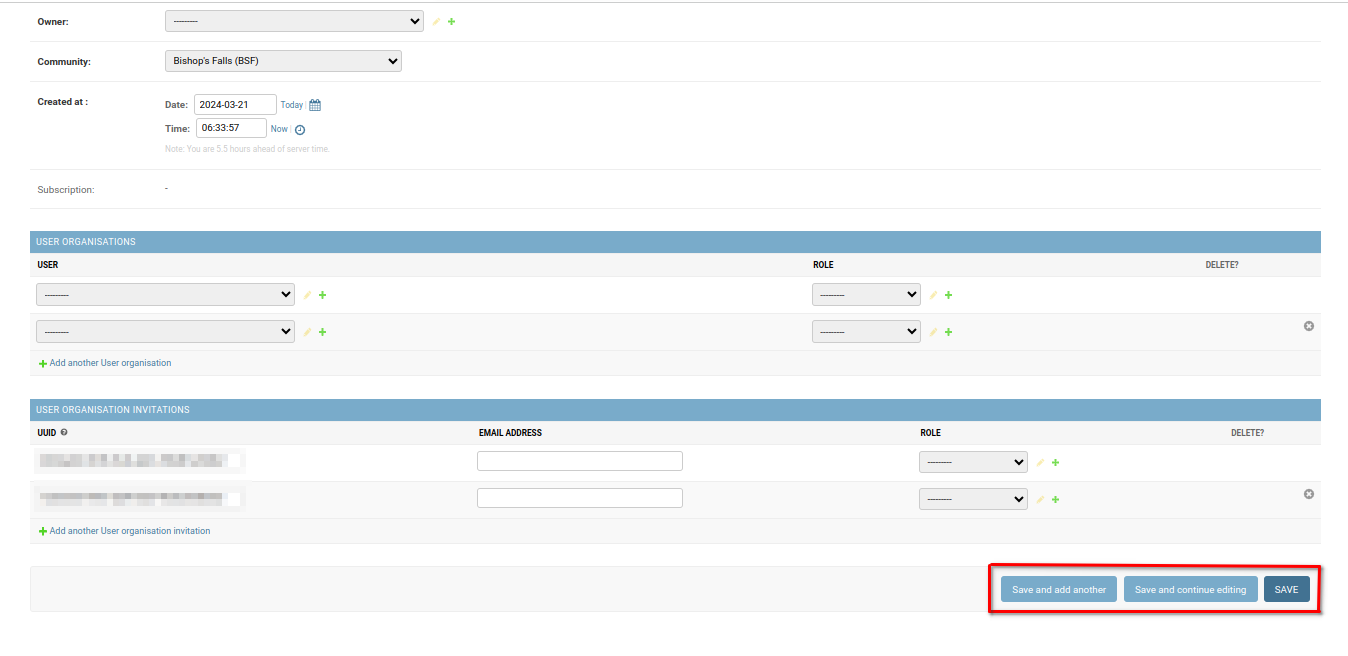 Owner: ---------
Community: Bishop's Falls (BSF)
Created at : Date: 2024-03-21 Today |
Time: 06:33:57 Now |
Note: You are 5.5 hours ahead of server time.
Subscription: -
USER ORGANISATIONS
USER ROLE DELETE?
--------- ---------
--------- ---------
Add another User organisation
USER ORGANISATION INVITATIONS
UUID EMAIL ADDRESS ROLE DELETE?
---------
---------
Add another User organisation invitation
Save and add another Save and continue editing SAVE